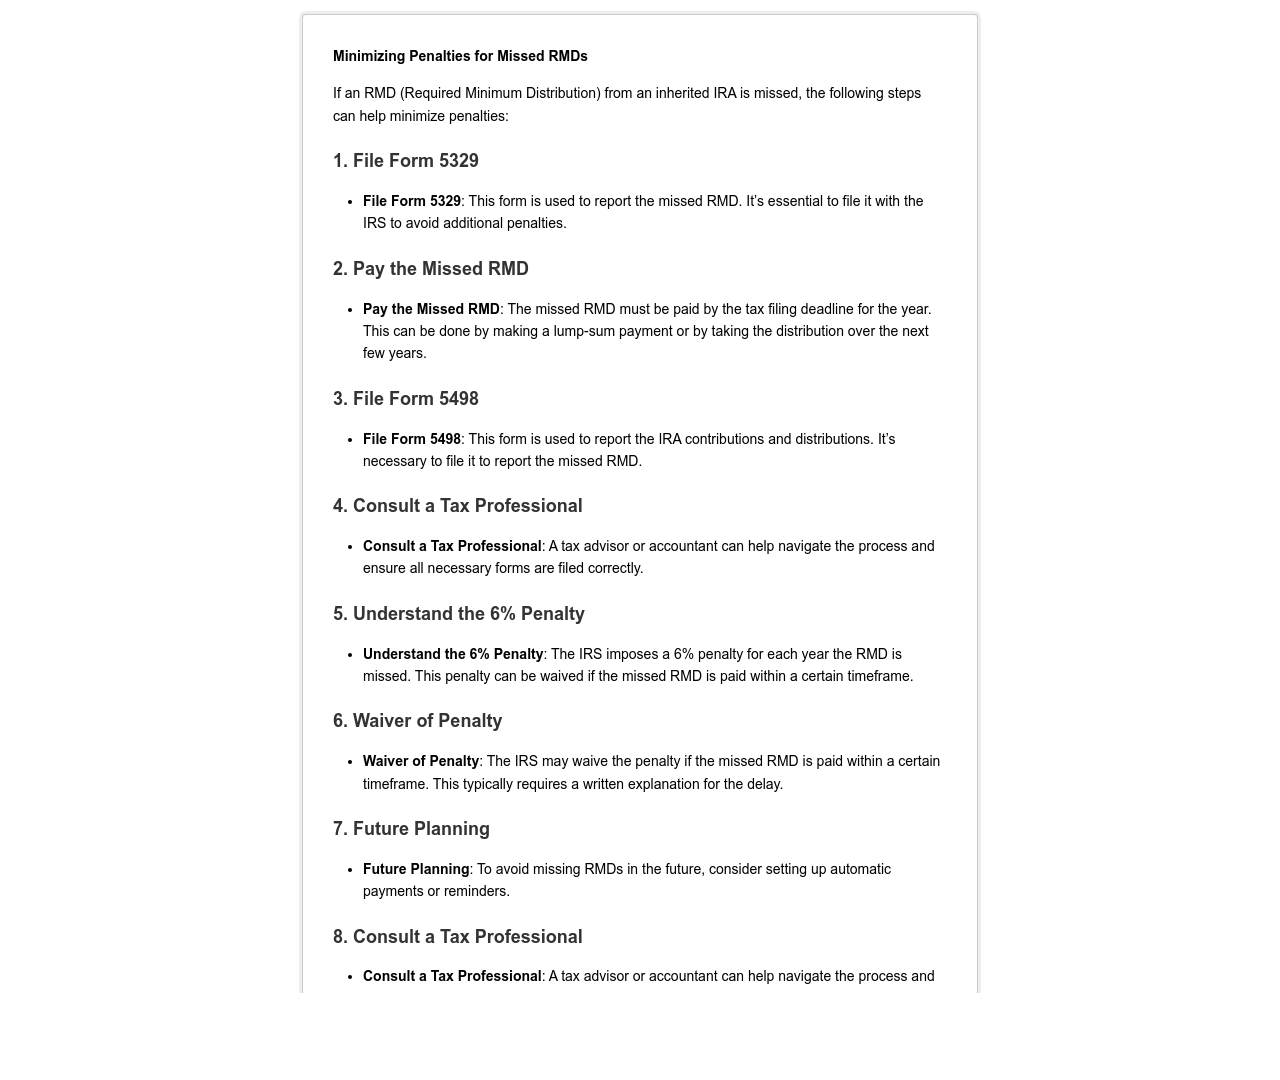 Minimizing Penalties for Missed RMDs
If an RMD (Required Minimum Distribution) from an inherited IRA is missed, the following steps
can help minimize penalties:
1. File Form 5329
• File Form 5329: This form is used to report the missed RMD. It’s essential to file it with the
IRS to avoid additional penalties.
2. Pay the Missed RMD
• Pay the Missed RMD: The missed RMD must be paid by the tax filing deadline for the year.
This can be done by making a lump-sum payment or by taking the distribution over the next
few years.
3. File Form 5498
• File Form 5498: This form is used to report the IRA contributions and distributions. It’s
necessary to file it to report the missed RMD.
4. Consult a Tax Professional
• Consult a Tax Professional: A tax advisor or accountant can help navigate the process and
ensure all necessary forms are filed correctly.
5. Understand the 6% Penalty
• Understand the 6% Penalty: The IRS imposes a 6% penalty for each year the RMD is
missed. This penalty can be waived if the missed RMD is paid within a certain timeframe.
6. Waiver of Penalty
• Waiver of Penalty: The IRS may waive the penalty if the missed RMD is paid within a certain
timeframe. This typically requires a written explanation for the delay.
7. Future Planning
• Future Planning: To avoid missing RMDs in the future, consider setting up automatic
payments or reminders.
8. Consult a Tax Professional
• Consult a Tax Professional: A tax advisor or accountant can help navigate the process and